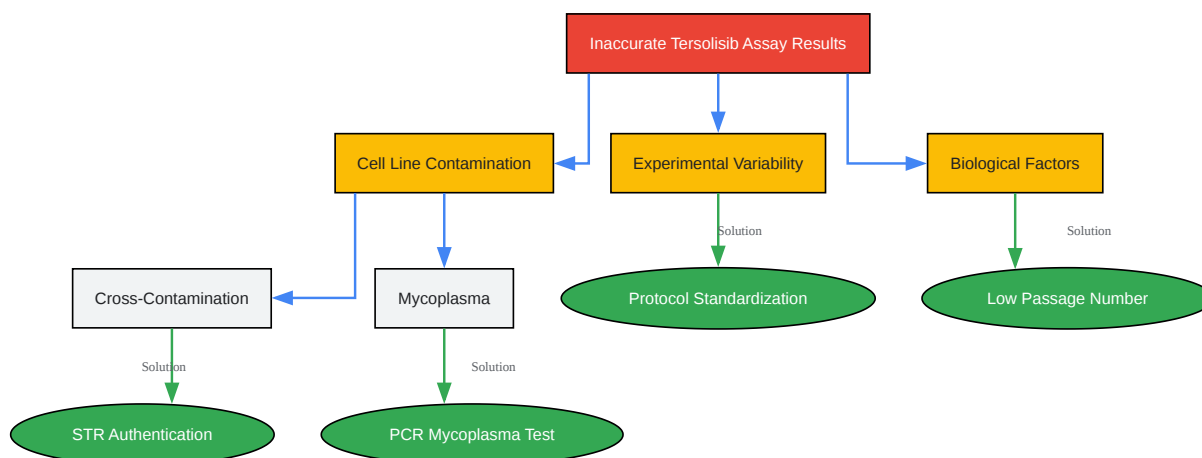 Inaccurate Tersolisib Assay Results
Cell Line Contamination
Experimental Variability
Biological Factors
Solution
Solution
Cross-Contamination
Mycoplasma
Protocol Standardization
Low Passage Number
Solution
Solution
STR Authentication
PCR Mycoplasma Test